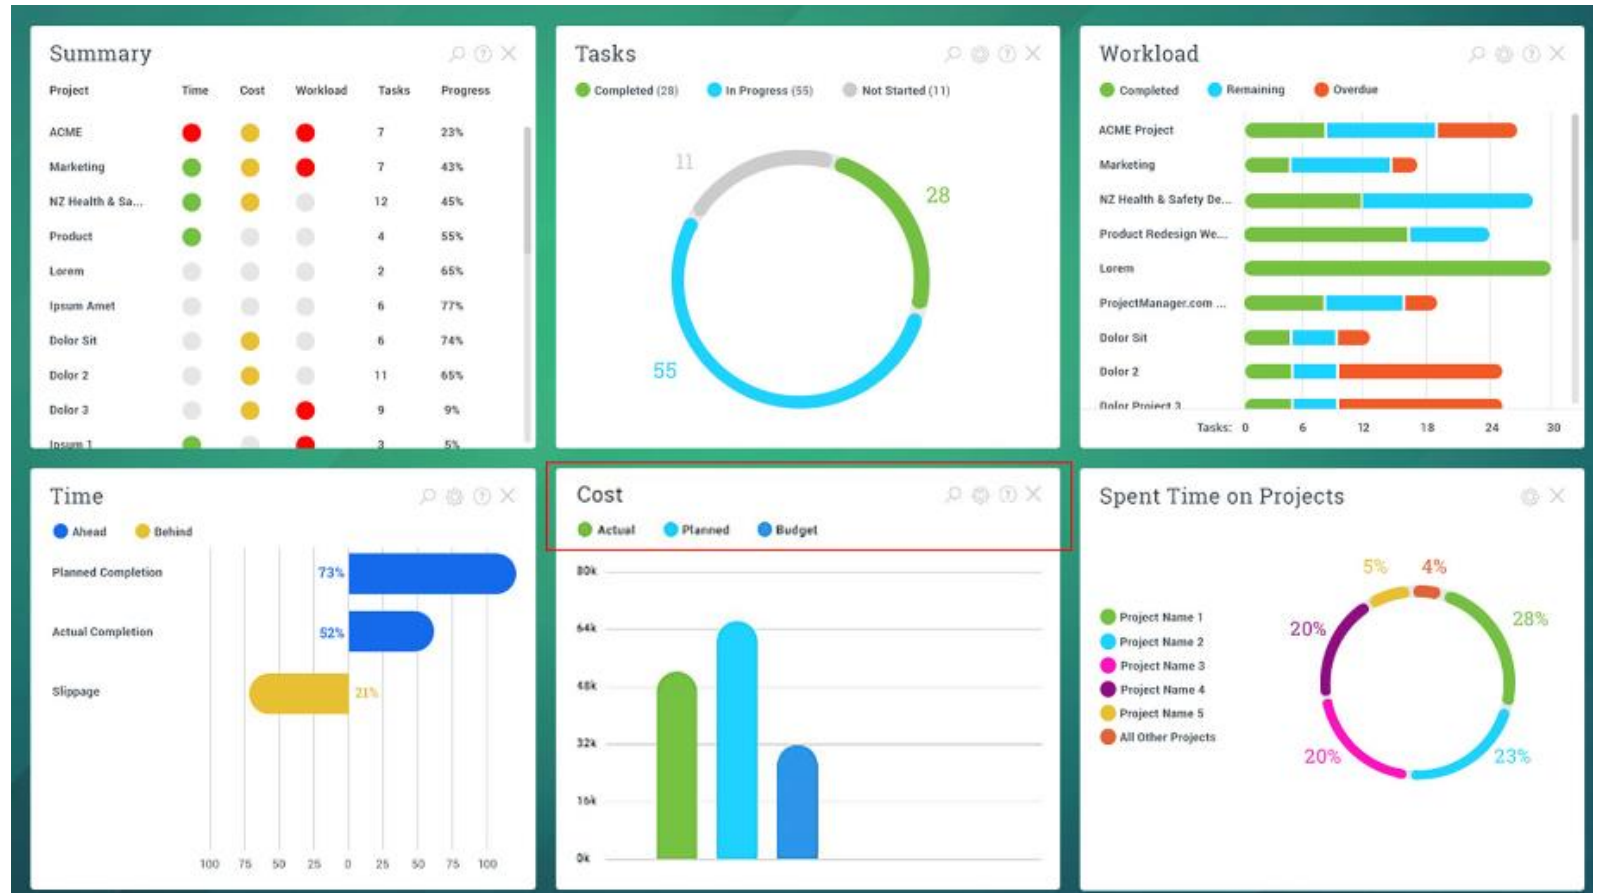 Summary
Project Time Cost Workload Tasks Progress
ACME 7 23%
Marketing 7 43%
NZ Health & Sa... 12 45%
Product 4 55%
Lorem 2 65%
Ipsum Amet 6 77%
Dolor Sit 6 74%
Dolor 2 11 65%
Dolor 3 9 9%
Ipsum 1 3 5%
Tasks
Completed (28) In Progress (55) Not Started (11)
11
28
55
Workload
Completed Remaining Overdue
ACME Project
Marketing
NZ Health & Safety De...
Product Redesign We...
Lorem
ProjectManager.com ...
Dolor Sit
Dolor 2
Dolor Project 3
Tasks: 0 6 12 18 24 30
Time
Ahead Behind
Planned Completion 73%
Actual Completion 52%
Slippage 21%
100 75 50 25 0 25 50 75 100
Cost
Actual Planned Budget
80k
64k
48k
32k
16k
0k
Spent Time on Projects
5% 4%
Project Name 1 28%
20%
Project Name 2
Project Name 3
Project Name 4
Project Name 5
All Other Projects
20% 23%